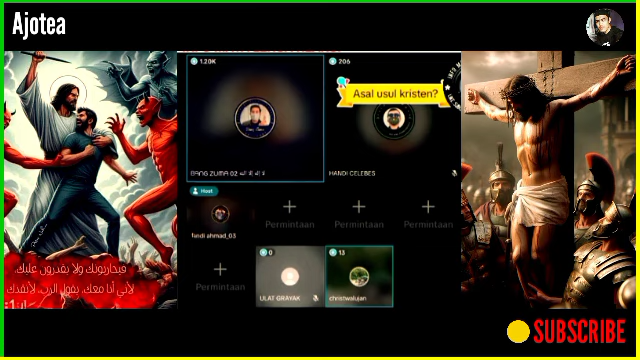 Ajotea
1.20K
206
Asal usul kristen?
BANG ZUMA 02
HANDI CELEBES
Host
Permintaan
Permintaan
Permintaan
fandi ahmad_03
Permintaan
0
13
ULAT GRAYAK
christwalujan
فيحاربونك ولا يقدرون عليك،
لأني أنا معك، يقول الرب، لأنقذك
SUBSCRIBE